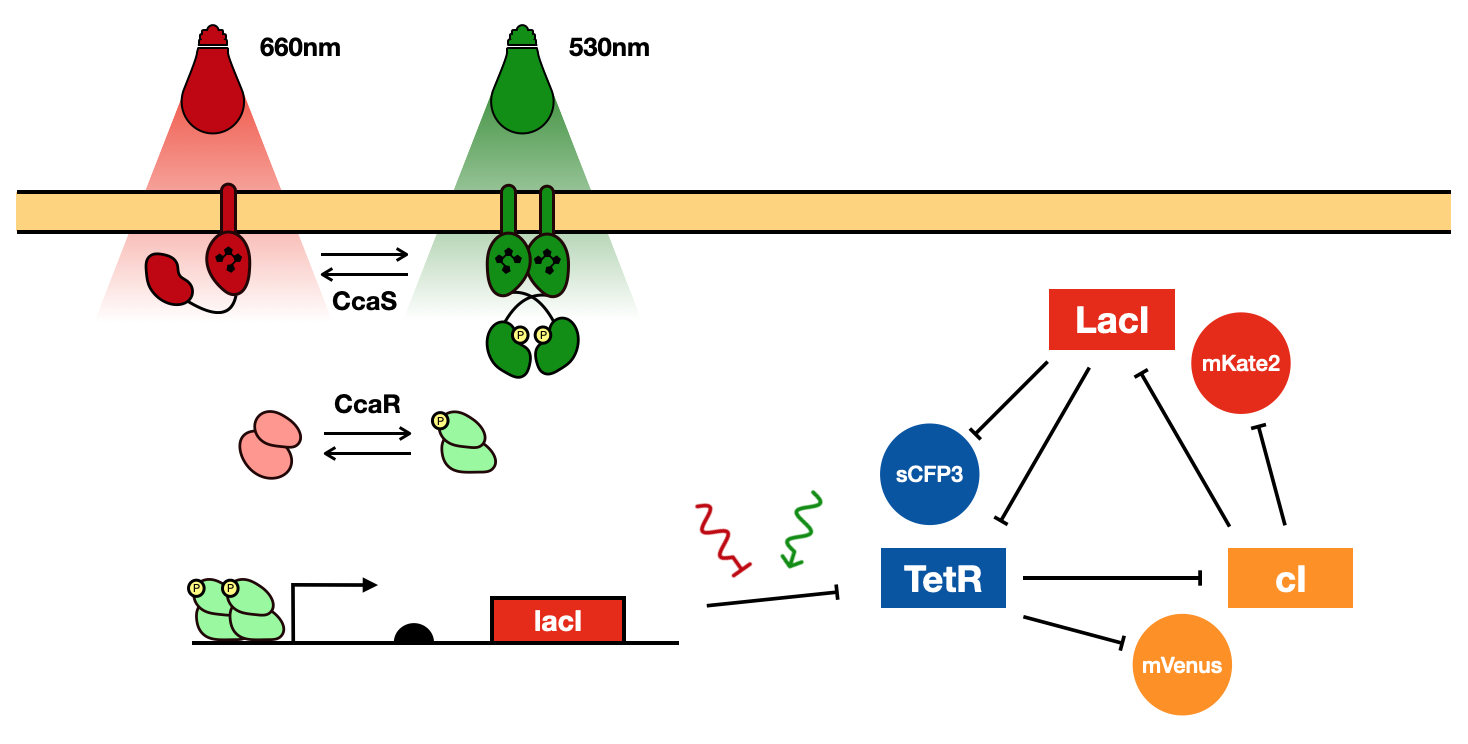 660nm
530nm
CcaS
P
P
CcaR
P
P
P
lacI
LacI
mKate2
sCFP3
TetR
cI
mVenus